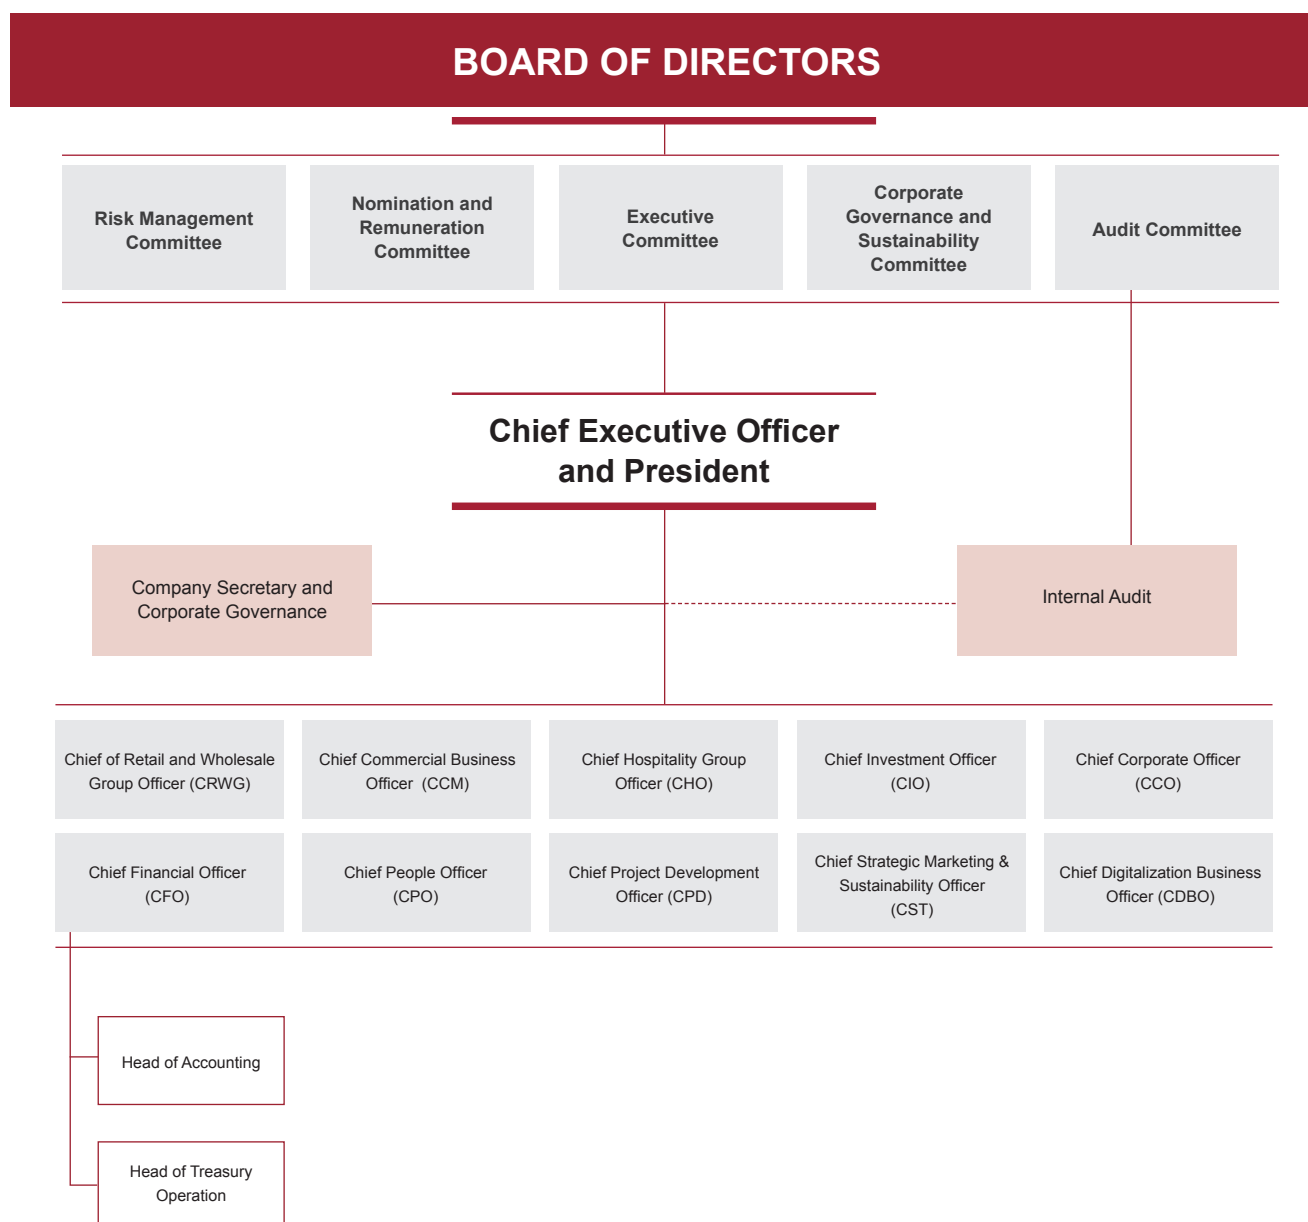 BOARD OF DIRECTORS
Risk Management
Committee
Nomination and
Remuneration
Committee
Executive
Committee
Corporate
Governance and
Sustainability
Committee
Audit Committee
Chief Executive Officer
and President
Company Secretary and
Corporate Governance
Internal Audit
Chief of Retail and Wholesale
Group Officer (CRWG)
Chief Commercial Business
Officer (CCM)
Chief Hospitality Group
Officer (CHO)
Chief Investment Officer
(CIO)
Chief Corporate Officer
(CCO)
Chief Financial Officer
(CFO)
Chief People Officer
(CPO)
Chief Project Development
Officer (CPD)
Chief Strategic Marketing &
Sustainability Officer
(CST)
Chief Digitalization Business
Officer (CDBO)
Head of Accounting
Head of Treasury
Operation